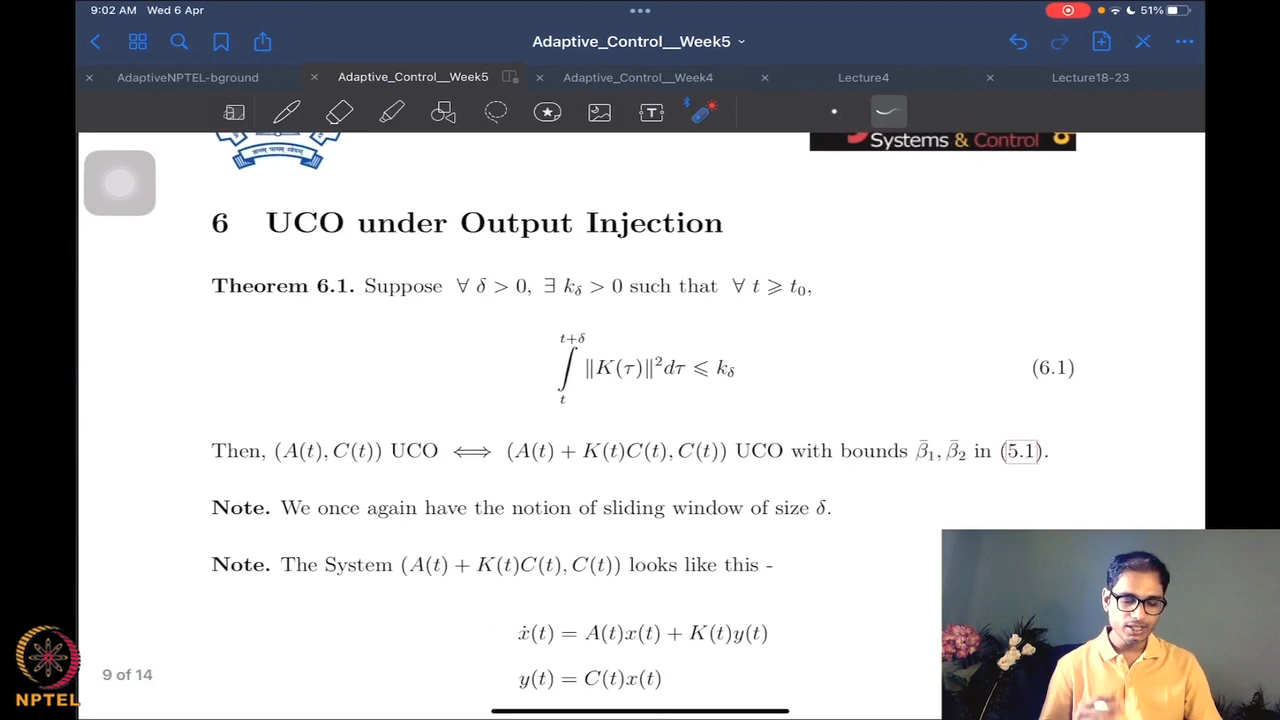 9:02 AM Wed 6 Apr
51%
Adaptive_Control__Week5
AdaptiveNPTEL-bground
Adaptive_Control__Week5
Adaptive_Control__Week4
Lecture4
Lecture18-23
Systems & Control
6 UCO under Output Injection
Theorem 6.1. Suppose ∀ δ > 0, ∃ k_δ > 0 such that ∀ t ⩾ t₀,
∫_t^{t+δ} ‖K(τ)‖² dτ ⩽ k_δ (6.1)
Then, (A(t), C(t)) UCO ⟺ (A(t) + K(t)C(t), C(t)) UCO with bounds β̄₁, β̄₂ in (5.1).
Note. We once again have the notion of sliding window of size δ.
Note. The System (A(t) + K(t)C(t), C(t)) looks like this -
ẋ(t) = A(t)x(t) + K(t)y(t)
y(t) = C(t)x(t)
9 of 14
NPTEL